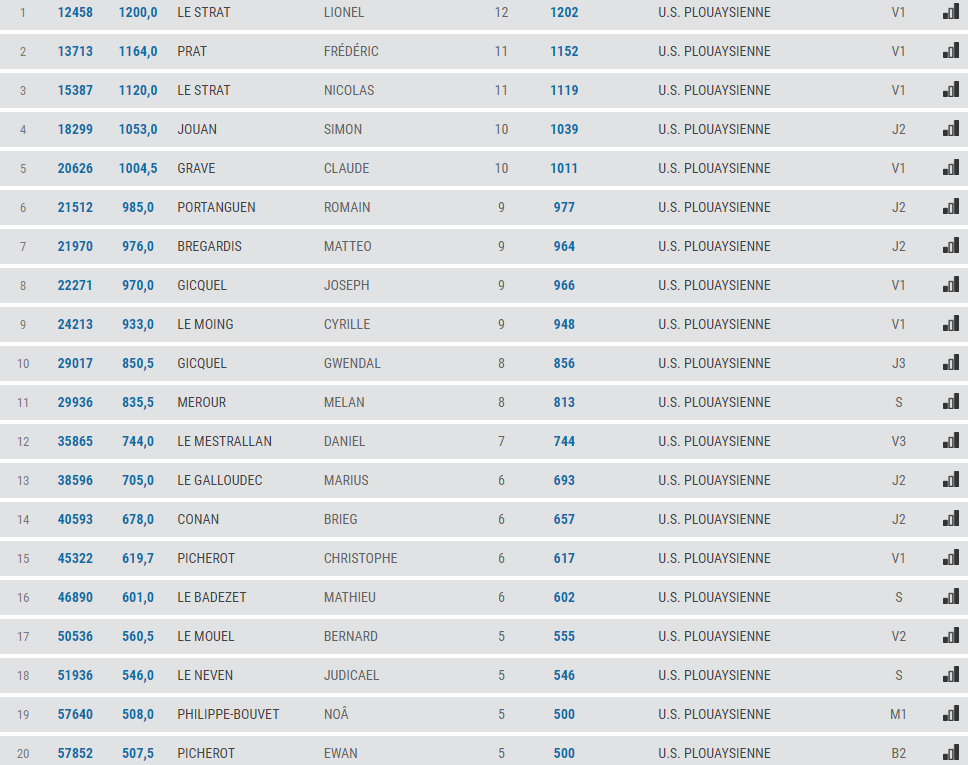 1 12458 1200,0 LE STRAT LIONEL 12 1202 U.S. PLOUAYSIENNE V1
2 13713 1164,0 PRAT FRÉDÉRIC 11 1152 U.S. PLOUAYSIENNE V1
3 15387 1120,0 LE STRAT NICOLAS 11 1119 U.S. PLOUAYSIENNE V1
4 18299 1053,0 JOUAN SIMON 10 1039 U.S. PLOUAYSIENNE J2
5 20626 1004,5 GRAVE CLAUDE 10 1011 U.S. PLOUAYSIENNE V1
6 21512 985,0 PORTANGUEN ROMAIN 9 977 U.S. PLOUAYSIENNE J2
7 21970 976,0 BREGARDIS MATTEO 9 964 U.S. PLOUAYSIENNE J2
8 22271 970,0 GICQUEL JOSEPH 9 966 U.S. PLOUAYSIENNE V1
9 24213 933,0 LE MOING CYRILLE 9 948 U.S. PLOUAYSIENNE V1
10 29017 850,5 GICQUEL GWENDAL 8 856 U.S. PLOUAYSIENNE J3
11 29936 835,5 MEROUR MELAN 8 813 U.S. PLOUAYSIENNE S
12 35865 744,0 LE MESTRALLAN DANIEL 7 744 U.S. PLOUAYSIENNE V3
13 38596 705,0 LE GALLOUDEC MARIUS 6 693 U.S. PLOUAYSIENNE J2
14 40593 678,0 CONAN BRIEG 6 657 U.S. PLOUAYSIENNE J2
15 45322 619,7 PICHEROT CHRISTOPHE 6 617 U.S. PLOUAYSIENNE V1
16 46890 601,0 LE BADEZET MATHIEU 6 602 U.S. PLOUAYSIENNE S
17 50536 560,5 LE MOUEL BERNARD 5 555 U.S. PLOUAYSIENNE V2
18 51936 546,0 LE NEVEN JUDICAEL 5 546 U.S. PLOUAYSIENNE S
19 57640 508,0 PHILIPPE-BOUVET NOÂ 5 500 U.S. PLOUAYSIENNE M1
20 57852 507,5 PICHEROT EWAN 5 500 U.S. PLOUAYSIENNE B2